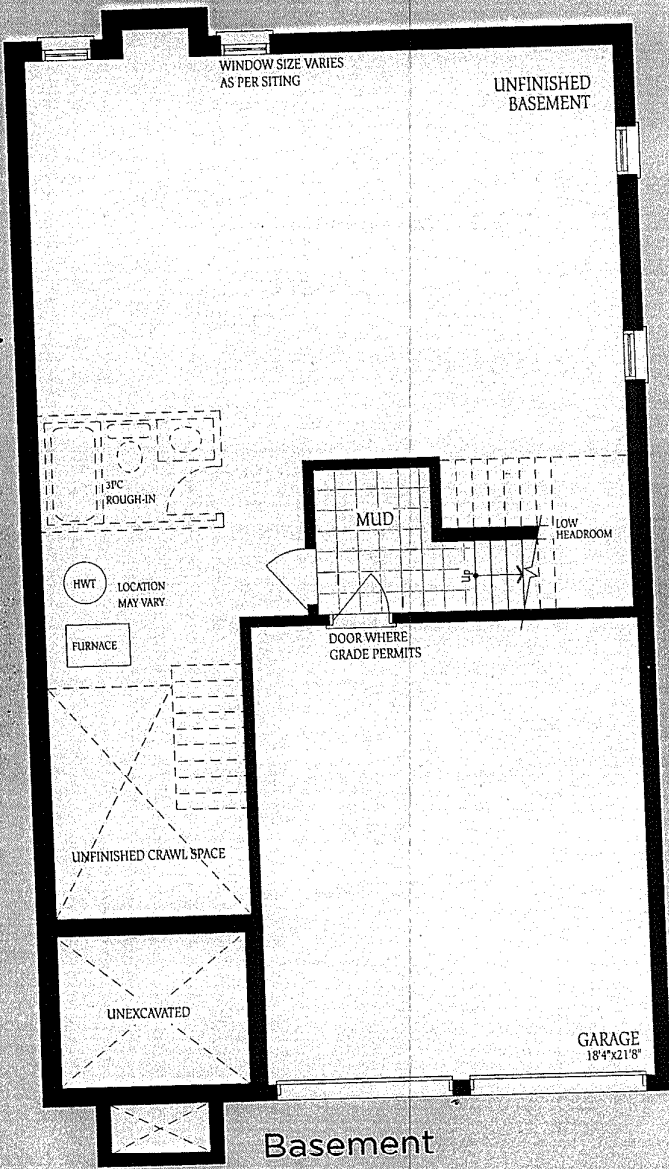 WINDOW SIZE VARIES
AS PER SITING
UNFINISHED
BASEMENT
3PC
ROUGH-IN
MUD
LOW
HEADROOM
Up
HWT
LOCATION
MAY VARY
FURNACE
DOOR WHERE
GRADE PERMITS
UNFINISHED CRAWL SPACE
UNEXCAVATED
GARAGE
18'4"x21'8"
Basement